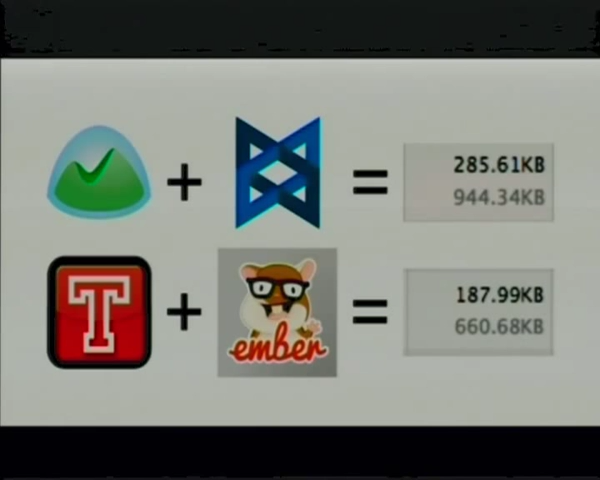 + = 285.61KB
944.34KB
T + ember = 187.99KB
660.68KB